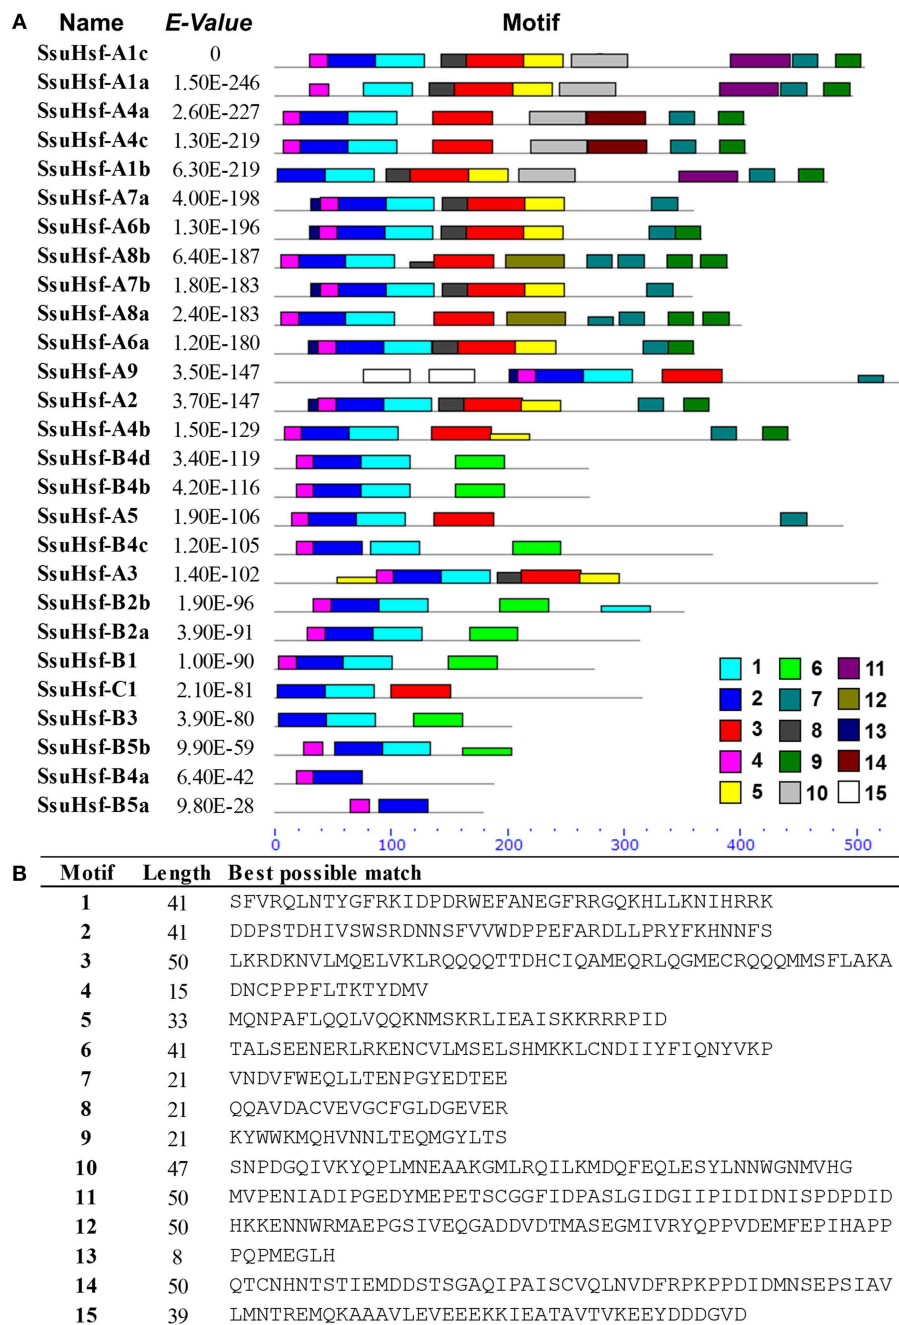 A Name E-Value Motif
SsuHsf-A1c 0
SsuHsf-A1a 1.50E-246
SsuHsf-A4a 2.60E-227
SsuHsf-A4c 1.30E-219
SsuHsf-A1b 6.30E-219
SsuHsf-A7a 4.00E-198
SsuHsf-A6b 1.30E-196
SsuHsf-A8b 6.40E-187
SsuHsf-A7b 1.80E-183
SsuHsf-A8a 2.40E-183
SsuHsf-A6a 1.20E-180
SsuHsf-A9 3.50E-147
SsuHsf-A2 3.70E-147
SsuHsf-A4b 1.50E-129
SsuHsf-B4d 3.40E-119
SsuHsf-B4b 4.20E-116
SsuHsf-A5 1.90E-106
SsuHsf-B4c 1.20E-105
SsuHsf-A3 1.40E-102
SsuHsf-B2b 1.90E-96
SsuHsf-B2a 3.90E-91
SsuHsf-B1 1.00E-90
SsuHsf-C1 2.10E-81
SsuHsf-B3 3.90E-80
SsuHsf-B5b 9.90E-59
SsuHsf-B4a 6.40E-42
SsuHsf-B5a 9.80E-28
1 6 11
2 7 12
3 8 13
4 9 14
5 10 15
0 100 200 300 400 500
B Motif Length Best possible match
1 41 SFVRQLNTYGFRKIDPDRWEFANEGFRRGQKHLLKNIHRRK
2 41 DDPSTDHIVSWSRDNNSFVVWDPPEFARDLLPRYFKHNNFS
3 50 LKRDKNVLMQELVKLRQQQQTTDHCIQAMEQRLQGMECRQQQMMSFLAKA
4 15 DNCPPPFLTKTYDMV
5 33 MQNPAFLQQLVQQKNMSKRLIEAISKKRRRPID
6 41 TALSEENERLRKENCVLMSELSHMKKLCNDIIYFIQNYVKP
7 21 VNDVFWEQLLTENPGYEDTEE
8 21 QQAVDACVEVGCFGLDGEVER
9 21 KYWWKMQHVNNLTEQMGYLTS
10 47 SNPDGQIVKYQPLMNEAAKGMLRQILKMDQFEQLESYLNNWGNMVHG
11 50 MVPENIADIPGEDYMEPETSCGGFIDPASLGIDGIIPIDIDNISPDPDID
12 50 HKKENNWRMAEPGSIVEQGADDVDTMASEGMIVRYQPPVDEMFEPIHAPP
13 8 PQPMEGLH
14 50 QTCNHNTSTIEMDDSTSGAQIPAISCVQLNVDFRPKPPDIDMNSEPSIAV
15 39 LMNTREMQKAAAVLEVEEEKKIEATAVTVKEEYDDDGVD